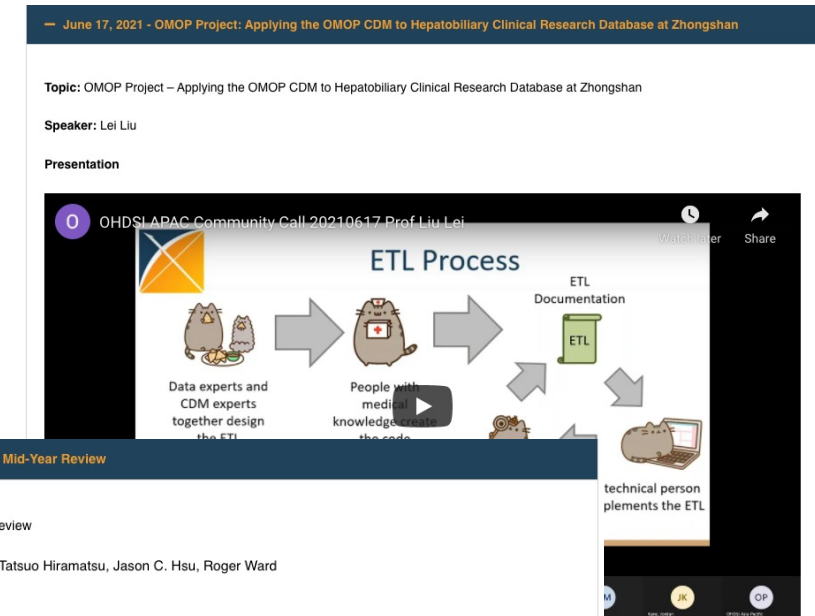 — June 17, 2021 - OMOP Project: Applying the OMOP CDM to Hepatobiliary Clinical Research Database at Zhongshan
Topic: OMOP Project – Applying the OMOP CDM to Hepatobiliary Clinical Research Database at Zhongshan
Speaker: Lei Liu
Presentation
O
OHDSI APAC Community Call 20210617 Prof Liu Lei
Watch later
Share
ETL Process
ETL
Documentation
ETL
Data experts and
CDM experts
together design
the ETL
People with
medical
knowledge create
the code
technical person
plements the ETL
M
JK
OP
Mid-Year Review
eview
Tatsuo Hiramatsu, Jason C. Hsu, Roger Ward